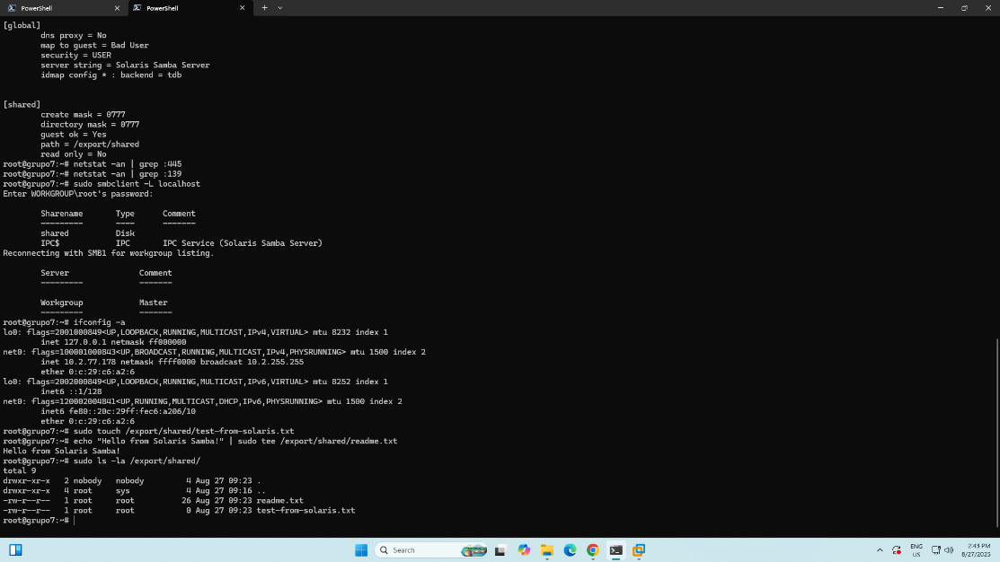 PowerShell
PowerShell
[global]
dns proxy = No
map to guest = Bad User
security = USER
server string = Solaris Samba Server
idmap config * : backend = tdb
[shared]
create mask = 0777
directory mask = 0777
guest ok = Yes
path = /export/shared
read only = No
root@grupo7:~# netstat -an | grep :445
root@grupo7:~# netstat -an | grep :139
root@grupo7:~# sudo smbclient -L localhost
Enter WORKGROUP\root's password:
Sharename Type Comment
--------- ---- -------
shared Disk
IPC$ IPC IPC Service (Solaris Samba Server)
Reconnecting with SMB1 for workgroup listing.
Server Comment
--------- -------
Workgroup Master
--------- -------
root@grupo7:~# ifconfig -a
lo0: flags=2001000849<UP,LOOPBACK,RUNNING,MULTICAST,IPv4,VIRTUAL> mtu 8232 index 1
inet 127.0.0.1 netmask ff000000
net0: flags=100001000843<UP,BROADCAST,RUNNING,MULTICAST,IPv4,PHYSRUNNING> mtu 1500 index 2
inet 10.2.77.178 netmask ffff0000 broadcast 10.2.255.255
ether 0:c:29:c6:a2:6
lo0: flags=2002000849<UP,LOOPBACK,RUNNING,MULTICAST,IPv6,VIRTUAL> mtu 8252 index 1
inet6 ::1/128
net0: flags=120002004841<UP,RUNNING,MULTICAST,DHCP,IPv6,PHYSRUNNING> mtu 1500 index 2
inet6 fe80::20c:29ff:fec6:a206/10
ether 0:c:29:c6:a2:6
root@grupo7:~# sudo touch /export/shared/test-from-solaris.txt
root@grupo7:~# echo "Hello from Solaris Samba!" | sudo tee /export/shared/readme.txt
Hello from Solaris Samba!
root@grupo7:~# sudo ls -la /export/shared/
total 9
drwxr-xr-x 2 nobody nobody 4 Aug 27 09:23 .
drwxr-xr-x 4 root sys 4 Aug 27 09:16 ..
-rw-r--r-- 1 root root 26 Aug 27 09:23 readme.txt
-rw-r--r-- 1 root root 0 Aug 27 09:23 test-from-solaris.txt
root@grupo7:~#
Search
ENG
US
2:43 PM
8/27/2025